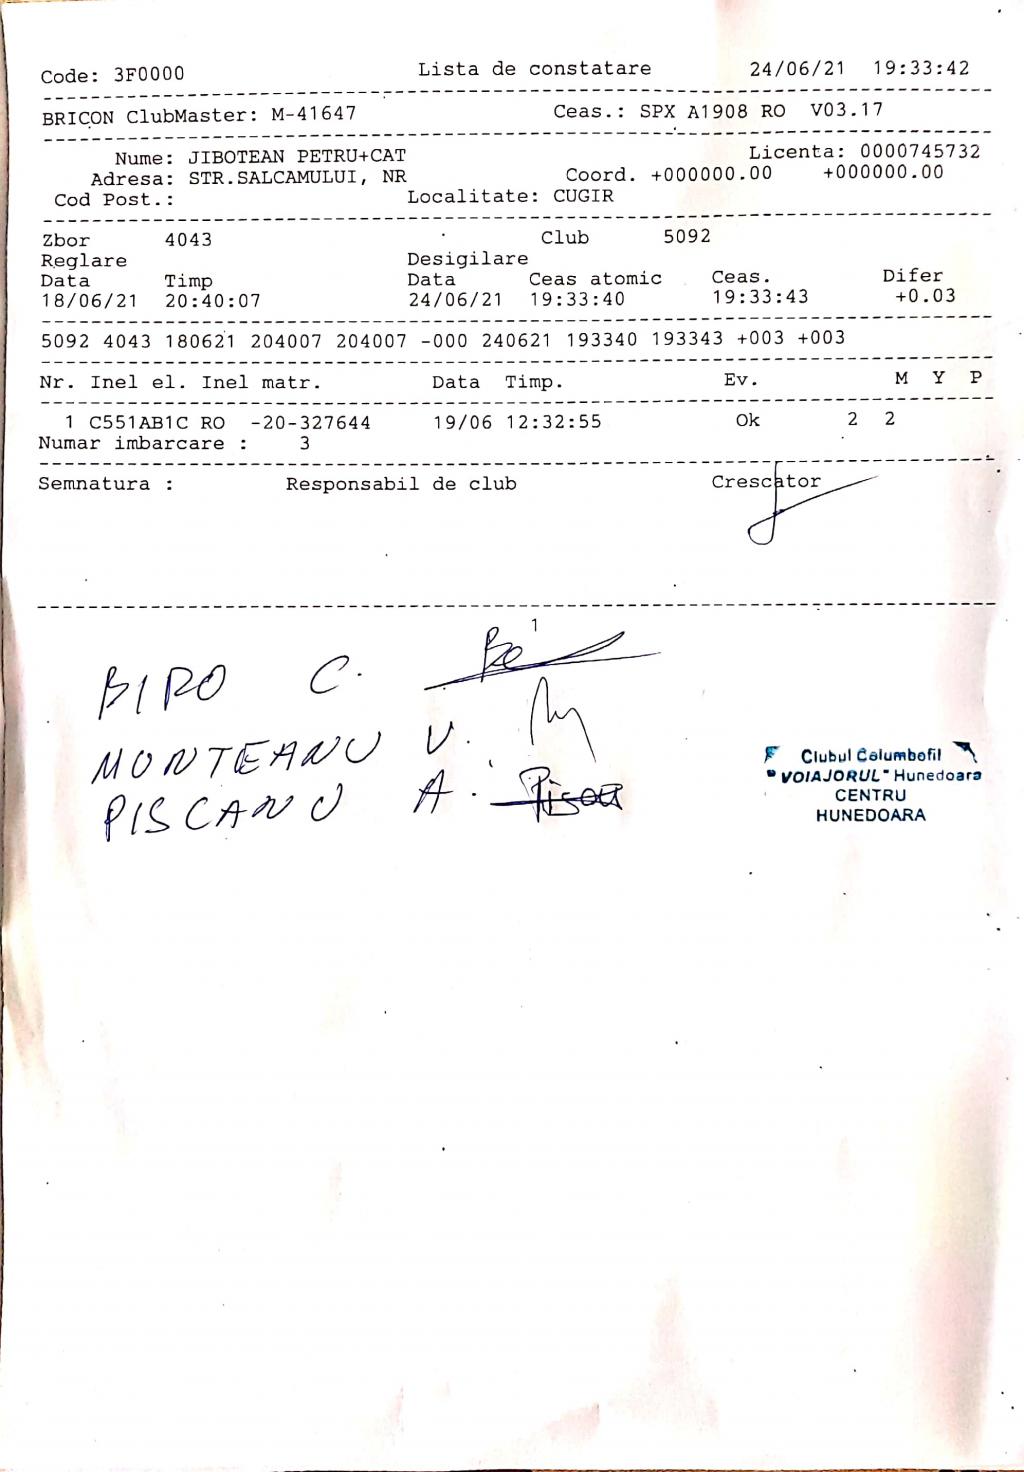 Code: 3F0000 Lista de constatare 24/06/21 19:33:42
BRICON ClubMaster: M-41647 Ceas.: SPX A1908 RO V03.17
Nume: JIBOTEAN PETRU+CAT Licenta: 0000745732
Adresa: STR.SALCAMULUI, NR Coord. +000000.00 +000000.00
Cod Post.: Localitate: CUGIR
Zbor 4043 Club 5092
Reglare Desigilare
Data Timp Data Ceas atomic Ceas. Difer
18/06/21 20:40:07 24/06/21 19:33:40 19:33:43 +0.03
5092 4043 180621 204007 204007 -000 240621 193340 193343 +003 +003
Nr. Inel el. Inel matr. Data Timp. Ev. M Y P
1 C551AB1C RO -20-327644 19/06 12:32:55 Ok 2 2
Numar imbarcare : 3
Semnatura : Responsabil de club Crescator
1
BIRO C.
MUNTEANU V.
PISCANU A.
Clubul Columbofil
"VOIAJORUL" Hunedoara
CENTRU
HUNEDOARA